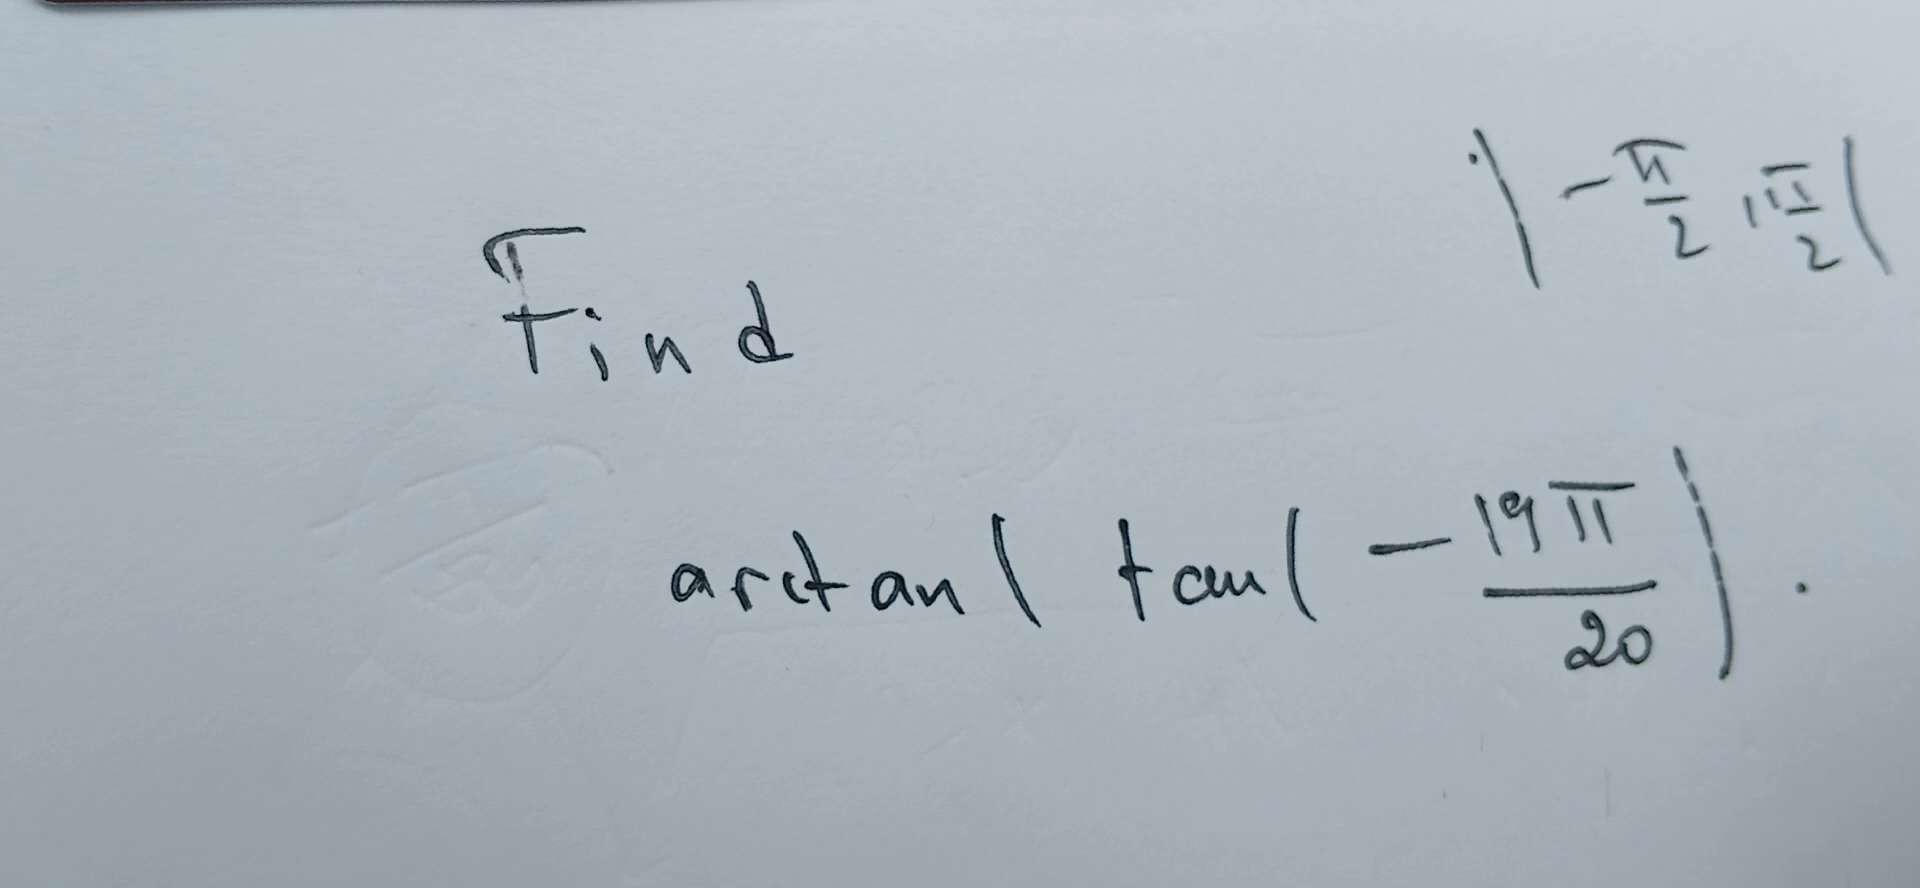 (-π/2, π/2)
Find
arctan( tan( -19π/20 ).